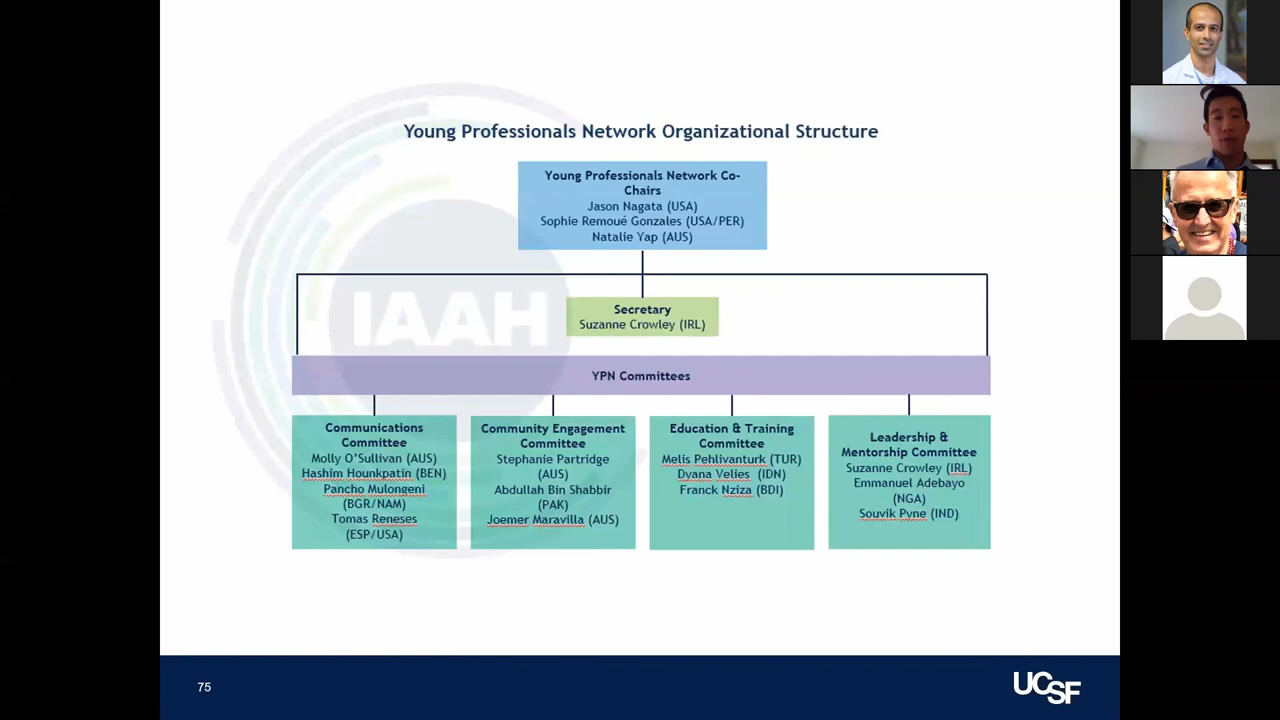 Young Professionals Network Organizational Structure
Young Professionals Network Co-
Chairs
Jason Nagata (USA)
Sophie Remoué Gonzales (USA/PER)
Natalie Yap (AUS)
IAAH
Secretary
Suzanne Crowley (IRL)
YPN Committees
Communications
Committee
Molly O'Sullivan (AUS)
Hashim Hounkpatin (BEN)
Pancho Mulongeni
(BGR/NAM)
Tomas Reneses
(ESP/USA)
Community Engagement
Committee
Stephanie Partridge
(AUS)
Abdullah Bin Shabbir
(PAK)
Joemer Maravilla (AUS)
Education & Training
Committee
Melis Pehlivanturk (TUR)
Dyana Velies (IDN)
Franck Nziza (BDI)
Leadership &
Mentorship Committee
Suzanne Crowley (IRL)
Emmanuel Adebayo
(NGA)
Souvik Pyne (IND)
75
UCSF